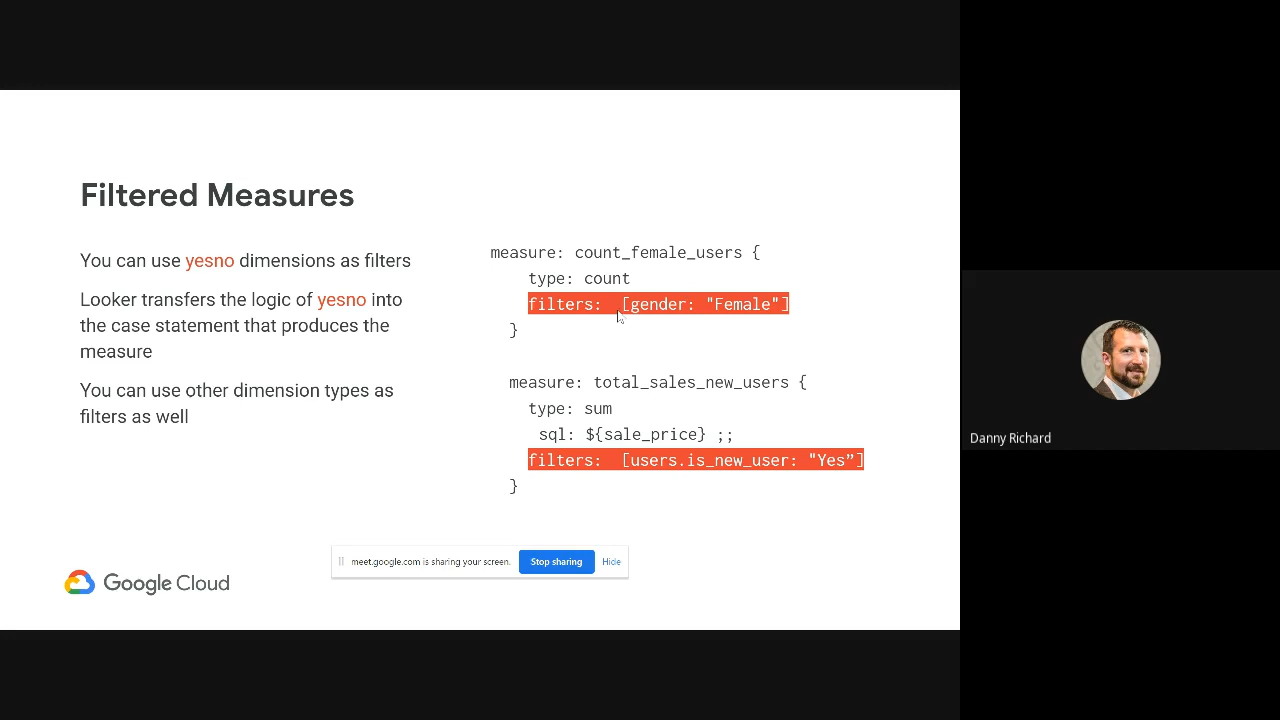 Filtered Measures
You can use yesno dimensions as filters
Looker transfers the logic of yesno into
the case statement that produces the
measure
You can use other dimension types as
filters as well
measure: count_female_users {
type: count
filters: [gender: "Female"]
}
measure: total_sales_new_users {
type: sum
sql: ${sale_price} ;;
filters: [users.is_new_user: "Yes”]
}
meet.google.com is sharing your screen. Stop sharing Hide
Google Cloud
Danny Richard